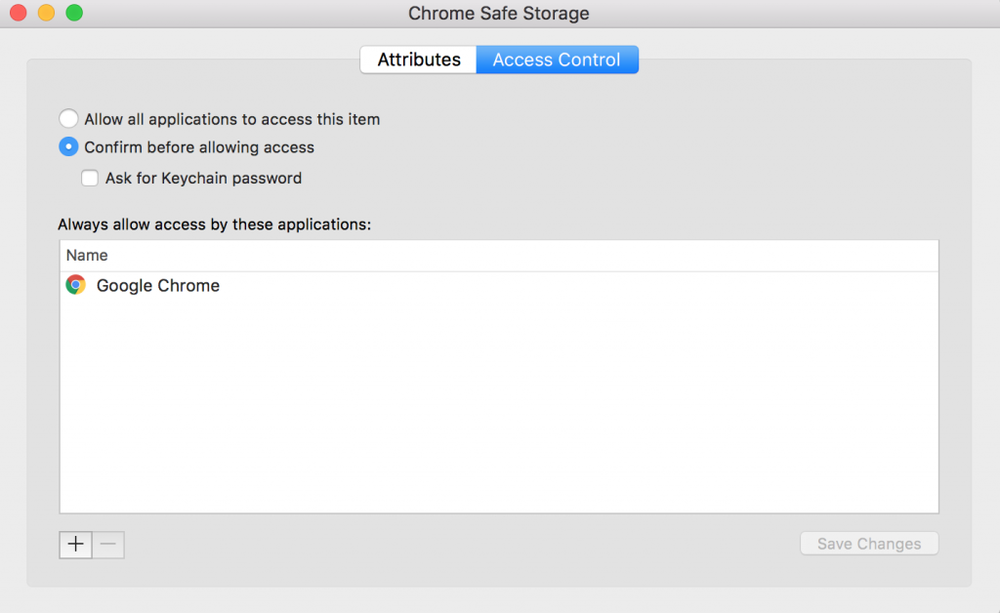 Chrome Safe Storage
Attributes
Access Control
Allow all applications to access this item
Confirm before allowing access
Ask for Keychain password
Always allow access by these applications:
Name
Google Chrome
Save Changes